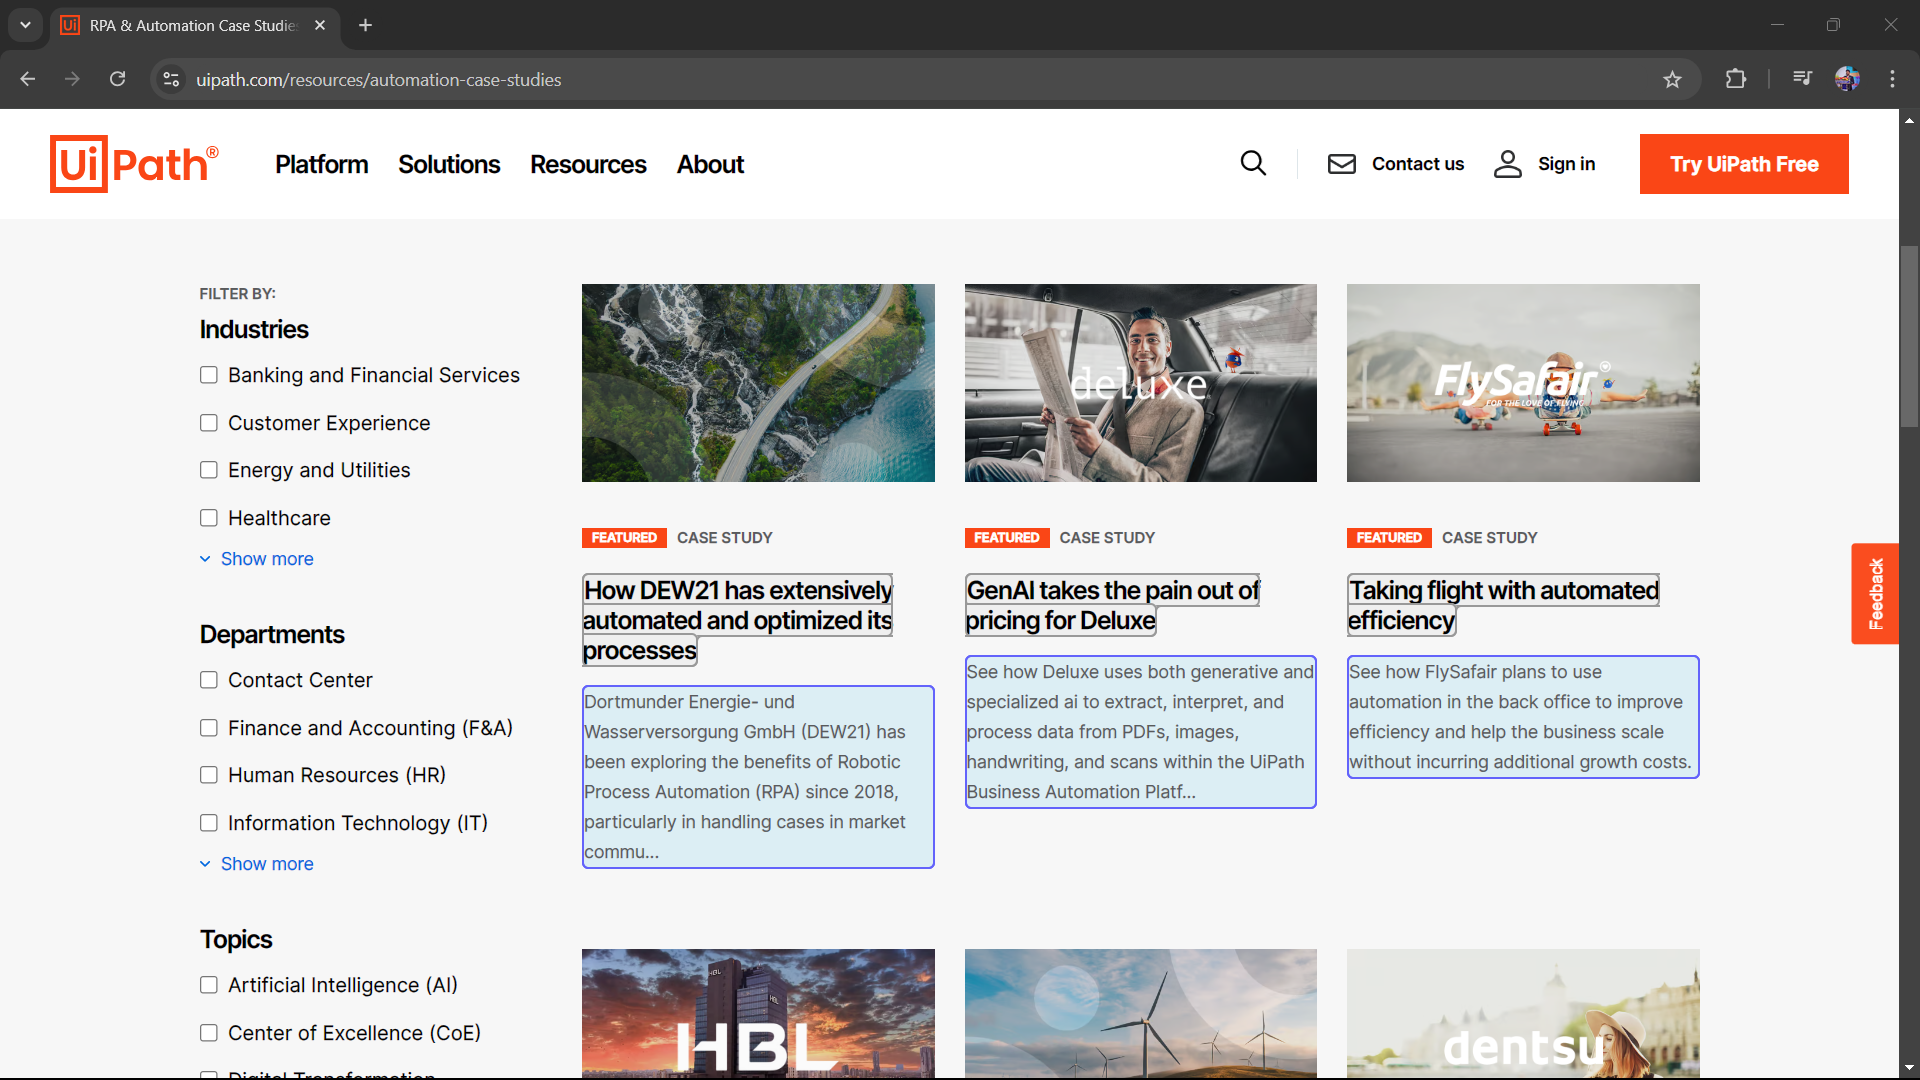 RPA & Automation Case Studies
uipath.com/resources/automation-case-studies
UiPath®
Platform
Solutions
Resources
About
Contact us
Sign in
Try UiPath Free
FILTER BY:
Industries
Banking and Financial Services
Customer Experience
Energy and Utilities
Healthcare
Show more
Departments
Contact Center
Finance and Accounting (F&A)
Human Resources (HR)
Information Technology (IT)
Show more
Topics
Artificial Intelligence (AI)
Center of Excellence (CoE)
Digital Transformation
FEATURED CASE STUDY
How DEW21 has extensively
automated and optimized its
processes
Dortmunder Energie- und
Wasserversorgung GmbH (DEW21) has
been exploring the benefits of Robotic
Process Automation (RPA) since 2018,
particularly in handling cases in market
commu...
deluxe
FEATURED CASE STUDY
GenAI takes the pain out of
pricing for Deluxe
See how Deluxe uses both generative and
specialized ai to extract, interpret, and
process data from PDFs, images,
handwriting, and scans within the UiPath
Business Automation Platf...
FlySafair
FOR THE LOVE OF FLYING
FEATURED CASE STUDY
Taking flight with automated
efficiency
See how FlySafair plans to use
automation in the back office to improve
efficiency and help the business scale
without incurring additional growth costs.
HBL
HBL
HBL
dentsu
Feedback